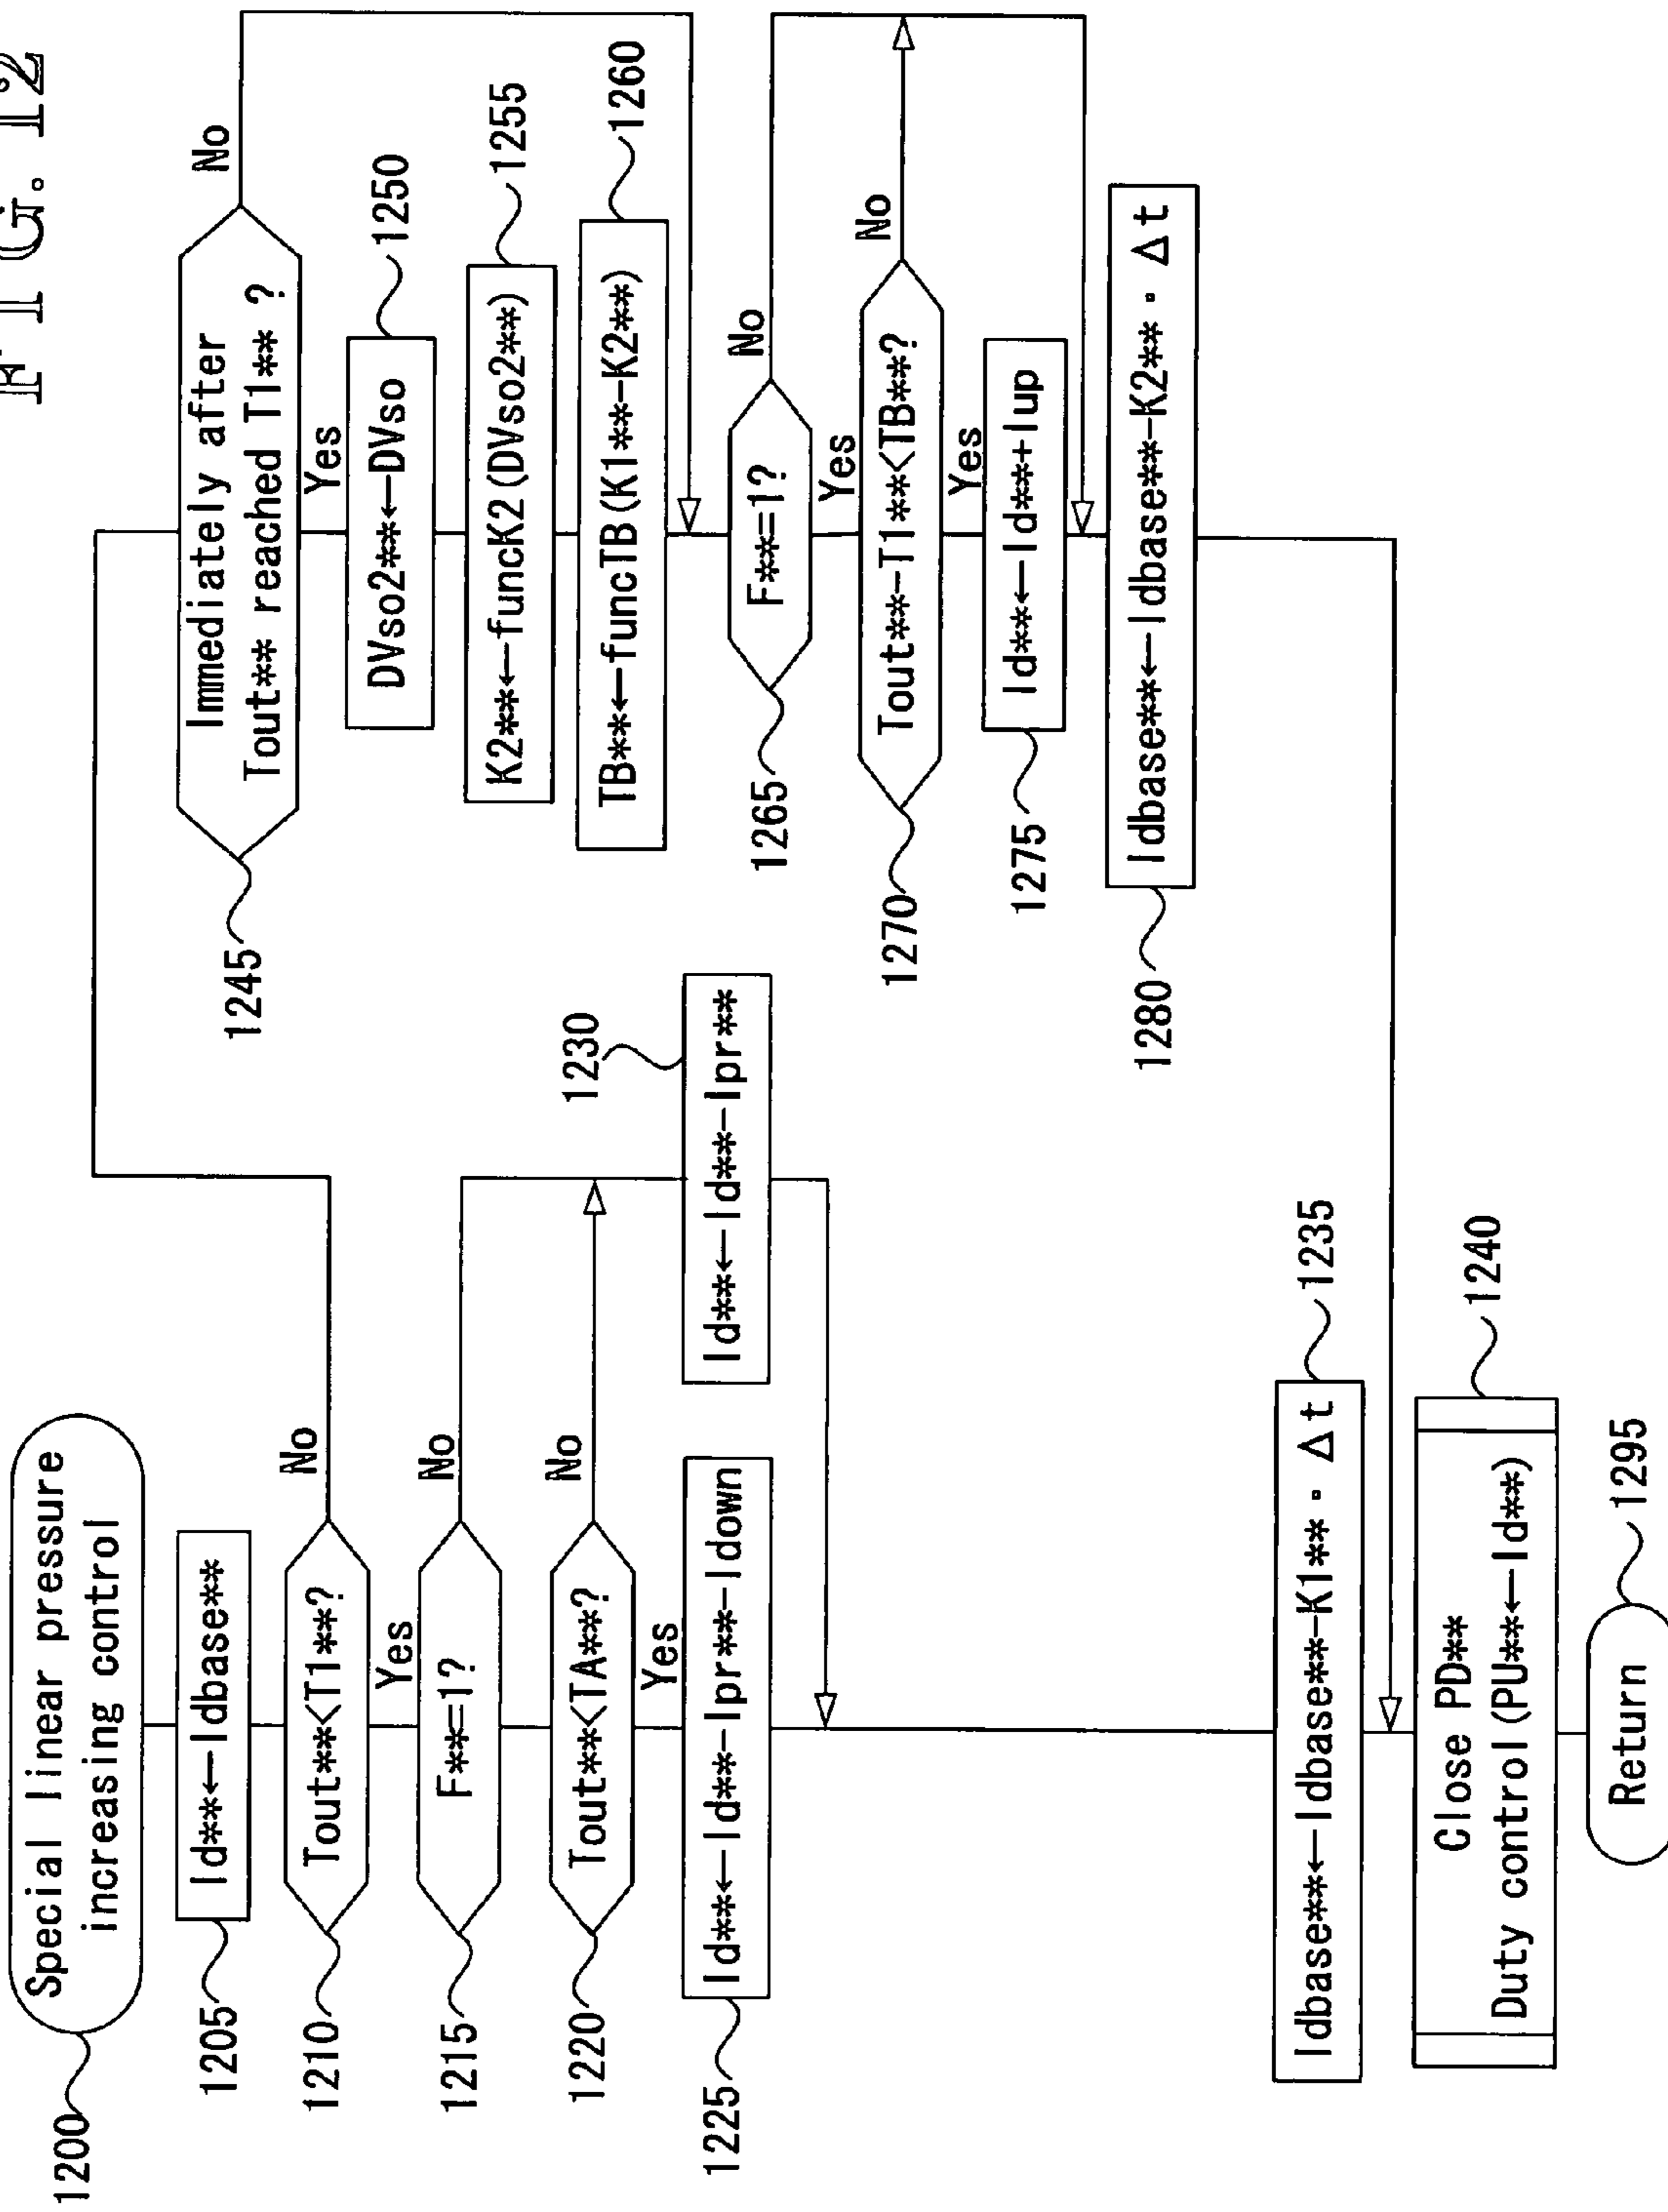 FIG. 12
1200
Special linear pressure
increasing control
1205
Id**←Idbase**
1210
Tout**<T1**?
No
Yes
1215
F**=1?
No
Yes
1220
Tout**<TA**?
No
Yes
1225
Id**←Id**-Ipr**-Idown
1230
Id**←Id**-Ipr**
1235
Idbase**←Idbase**-K1**・Δt
1240
Close PD**
Duty control(PU**←Id**)
Return
1295
1245
Immediately after
Tout** reached T1** ?
No
Yes
1250
DVso2**←DVso
1255
K2**←funcK2(DVso2**)
1260
TB**←funcTB(K1**-K2**)
1265
F**=1?
No
Yes
1270
Tout**-T1**<TB**?
No
Yes
1275
Id**←Id**+Iup
1280
Idbase**←Idbase**-K2**・Δt